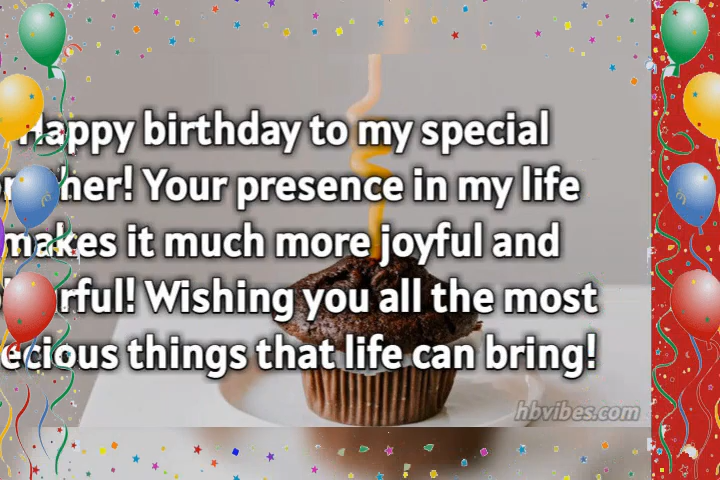 Happy birthday to my special
Your presence in my life
makes it much more joyful and
Wishing you all the most
ecious things that life can bring!
hbvibes.com